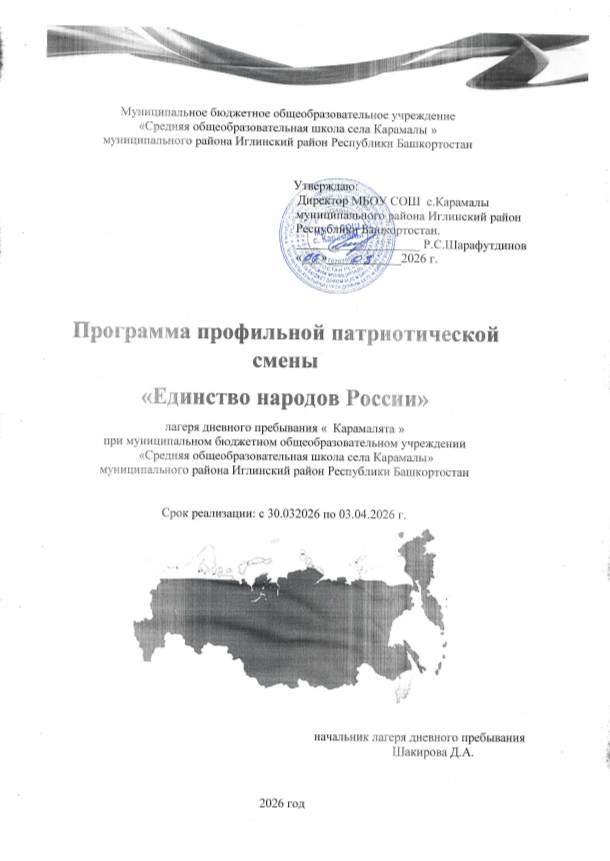 Муниципальное бюджетное общеобразовательное учреждение
«Средняя общеобразовательная школа села Карамалы »
муниципального района Иглинский район Республики Башкортостан
Утверждаю:
Директор МБОУ СОШ с.Карамалы
муниципального района Иглинский район
Республики Башкортостан.
Р.С.Шарафутдинов
«06» 03 2026 г.
Программа профильной патриотической
смены
«Единство народов России»
лагеря дневного пребывания « Карамалята »
при муниципальном бюджетном общеобразовательном учреждении
«Средняя общеобразовательная школа села Карамалы»
муниципального района Иглинский район Республики Башкортостан
Срок реализации: с 30.032026 по 03.04.2026 г.
начальник лагеря дневного пребывания
Шакирова Д.А.
2026 год